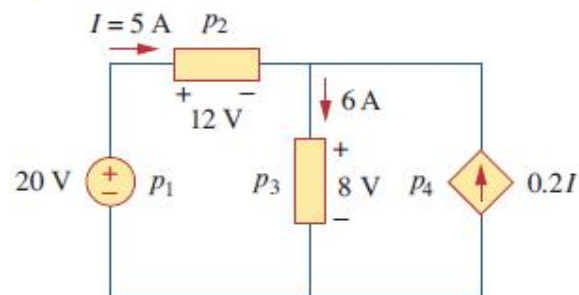 I = 5 A
p2
+ −
12 V
6 A
20 V
+
−
p1
p3
+
8 V
−
p4
0.2I